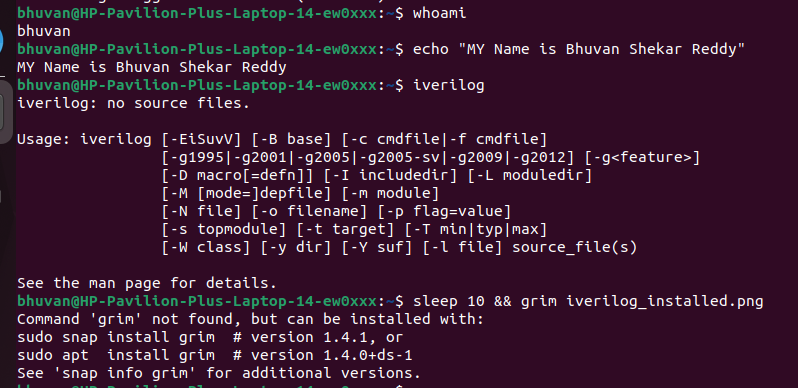 bhuvan@HP-Pavilion-Plus-Laptop-14-ew0xxx:~$ whoami
bhuvan
bhuvan@HP-Pavilion-Plus-Laptop-14-ew0xxx:~$ echo "MY Name is Bhuvan Shekar Reddy"
MY Name is Bhuvan Shekar Reddy
bhuvan@HP-Pavilion-Plus-Laptop-14-ew0xxx:~$ iverilog
iverilog: no source files.

Usage: iverilog [-EiSuvV] [-B base] [-c cmdfile|-f cmdfile]
                [-g1995|-g2001|-g2005|-g2005-sv|-g2009|-g2012] [-g<feature>]
                [-D macro[=defn]] [-I includedir] [-L moduledir]
                [-M [mode=]depfile] [-m module]
                [-N file] [-o filename] [-p flag=value]
                [-s topmodule] [-t target] [-T min|typ|max]
                [-W class] [-y dir] [-Y suf] [-l file] source_file(s)

See the man page for details.
bhuvan@HP-Pavilion-Plus-Laptop-14-ew0xxx:~$ sleep 10 && grim iverilog_installed.png
Command 'grim' not found, but can be installed with:
sudo snap install grim  # version 1.4.1, or
sudo apt  install grim  # version 1.4.0+ds-1
See 'snap info grim' for additional versions.